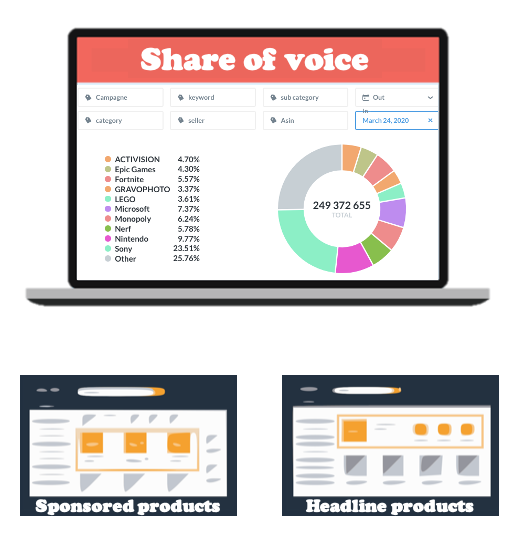 Share of voice
Campagne keyword sub category Out
In
category seller Asin March 24, 2020 ×
ACTIVISION 4.70%
Epic Games 4.30%
Fortnite 5.57%
GRAVOPHOTO 3.37%
LEGO 3.61%
Microsoft 7.37%
Monopoly 6.24%
Nerf 5.78%
Nintendo 9.77%
Sony 23.51%
Other 25.76%
249 372 655
TOTAL
Sponsored products
Headline products